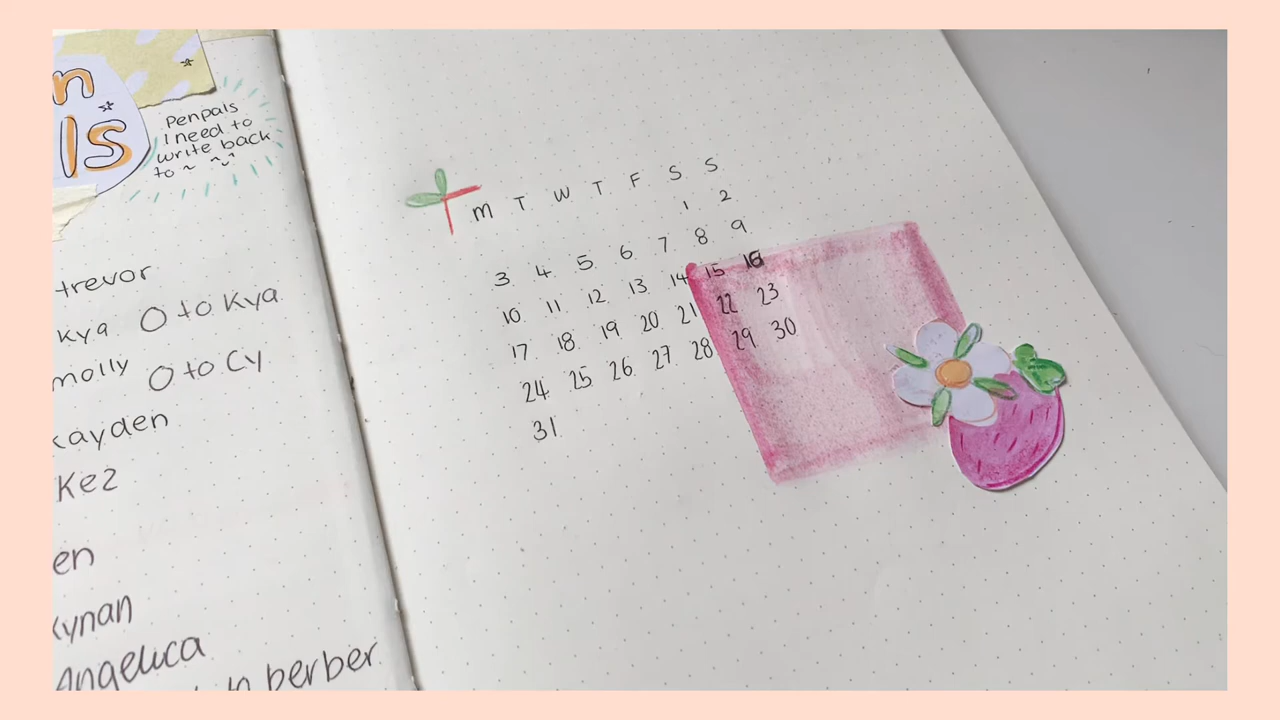 n
ls
Penpals
I need to
write back
to ~
trevor
Kya O to Kya
molly O to Cy
Kayden
Kez
en
Kynan
Angelica
berber
M T W T F S S
1 2
3 4 5 6 7 8 9
10 11 12 13 14 15 16
17 18 19 20 21 22 23
24 25 26 27 28 29 30
31